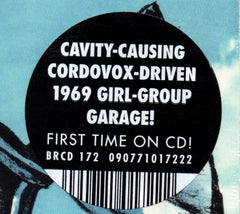 CAVITY-CAUSING
CORDOVOX-DRIVEN
1969 GIRL-GROUP
GARAGE!
FIRST TIME ON CD!
BRCD 172 090771017222